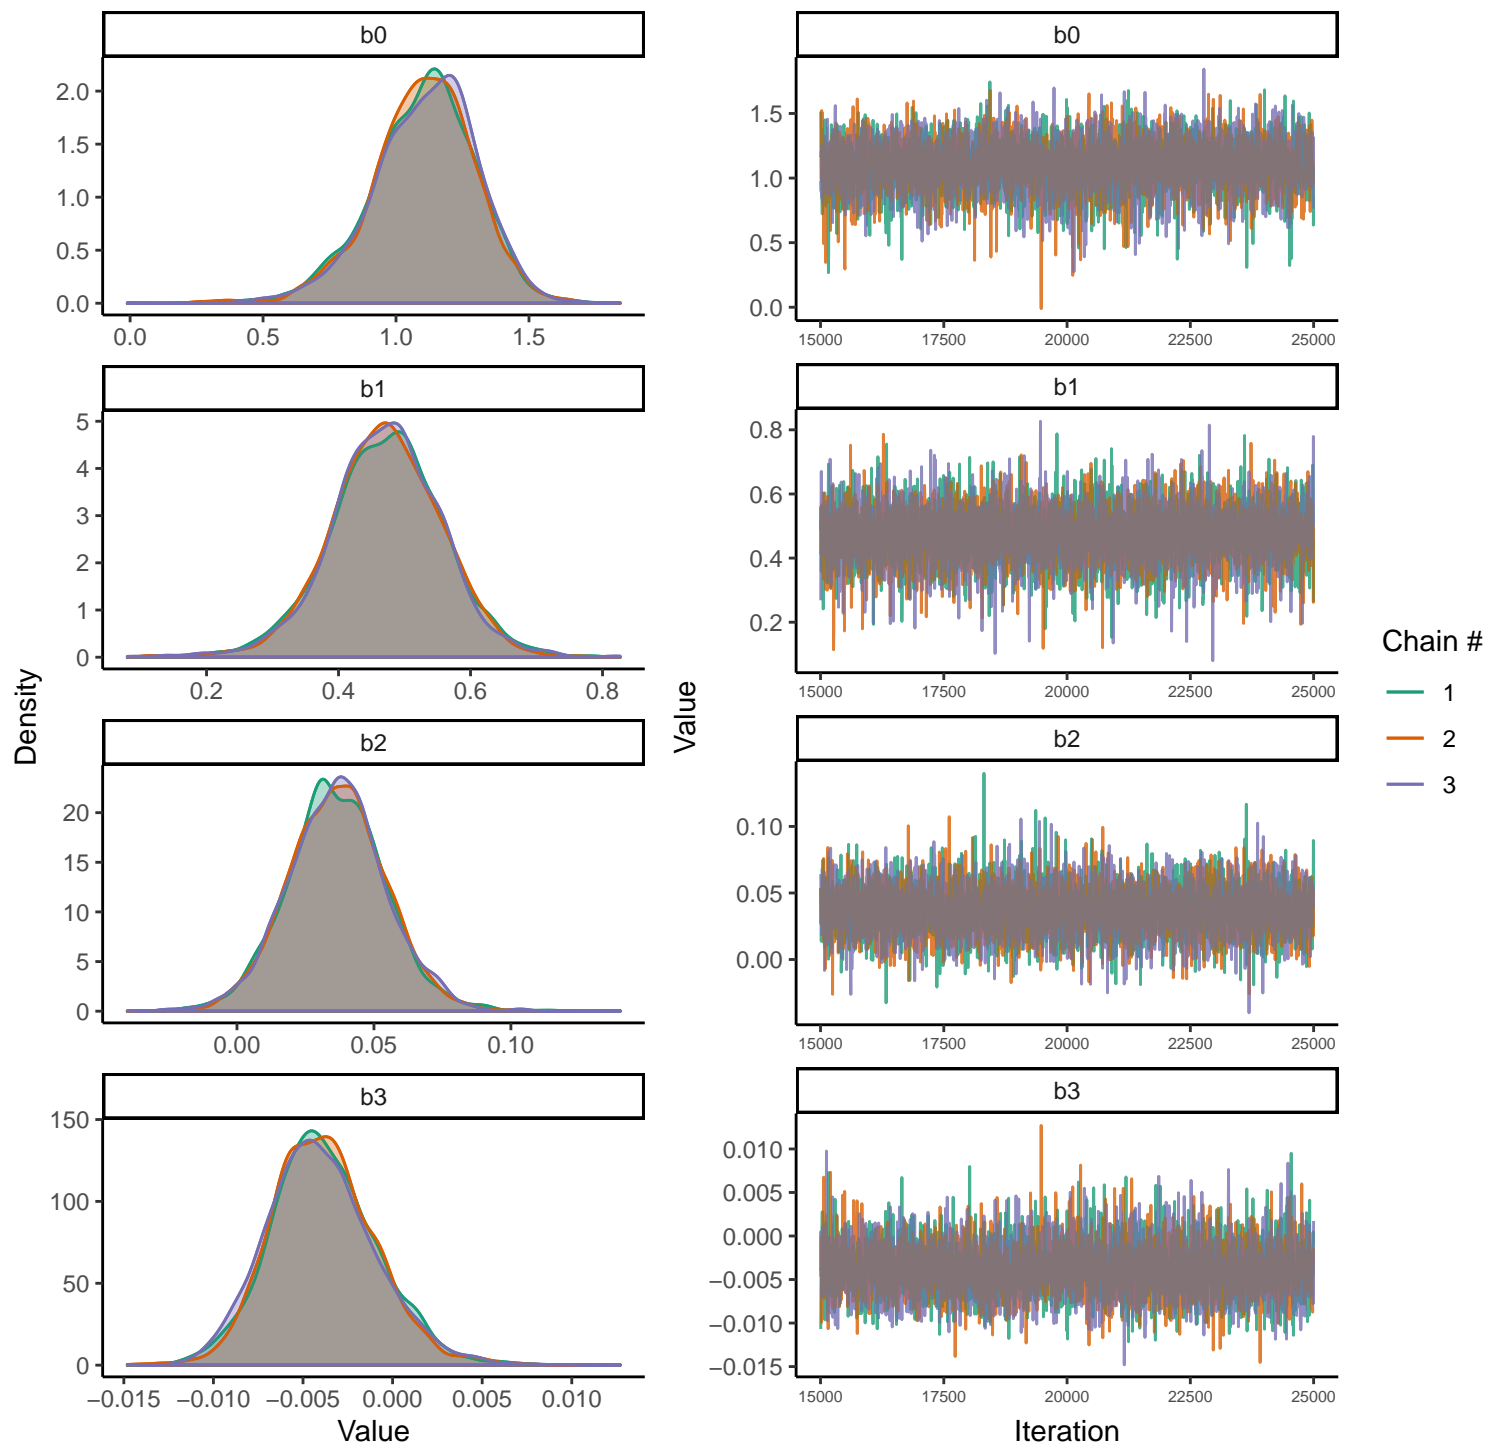 b0
2.0
1.5
1.0
0.5
0.0
0.0 0.5 1.0 1.5
b1
5
4
3
2
1
0
0.2 0.4 0.6 0.8
b2
20
15
10
5
0
0.00 0.05 0.10
b3
150
100
50
0
−0.015 −0.010 −0.005 0.000 0.005 0.010
Value
Density
b0
1.5
1.0
0.5
0.0
15000 17500 20000 22500 25000
b1
0.8
0.6
0.4
0.2
15000 17500 20000 22500 25000
b2
0.10
0.05
0.00
15000 17500 20000 22500 25000
b3
0.010
0.005
0.000
−0.005
−0.010
−0.015
15000 17500 20000 22500 25000
Iteration
Value
Chain #
1
2
3